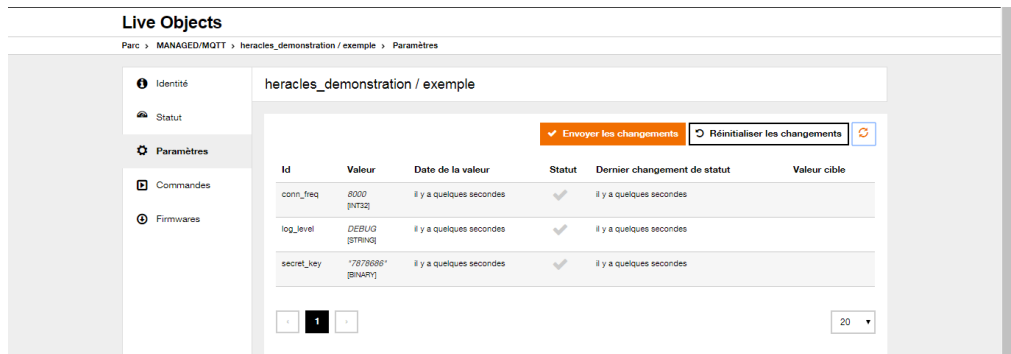 Live Objects
Parc › MANAGED/MQTT › heracles_demonstration / exemple › Paramètres
Identité
Statut
Paramètres
Commandes
Firmwares
heracles_demonstration / exemple
Envoyer les changements Réinitialiser les changements
Id Valeur Date de la valeur Statut Dernier changement de statut Valeur cible
conn_freq 8000 il y a quelques secondes il y a quelques secondes
[INT32]
log_level DEBUG il y a quelques secondes il y a quelques secondes
[STRING]
secret_key "7878686" il y a quelques secondes il y a quelques secondes
[BINARY]
‹ 1 › 20